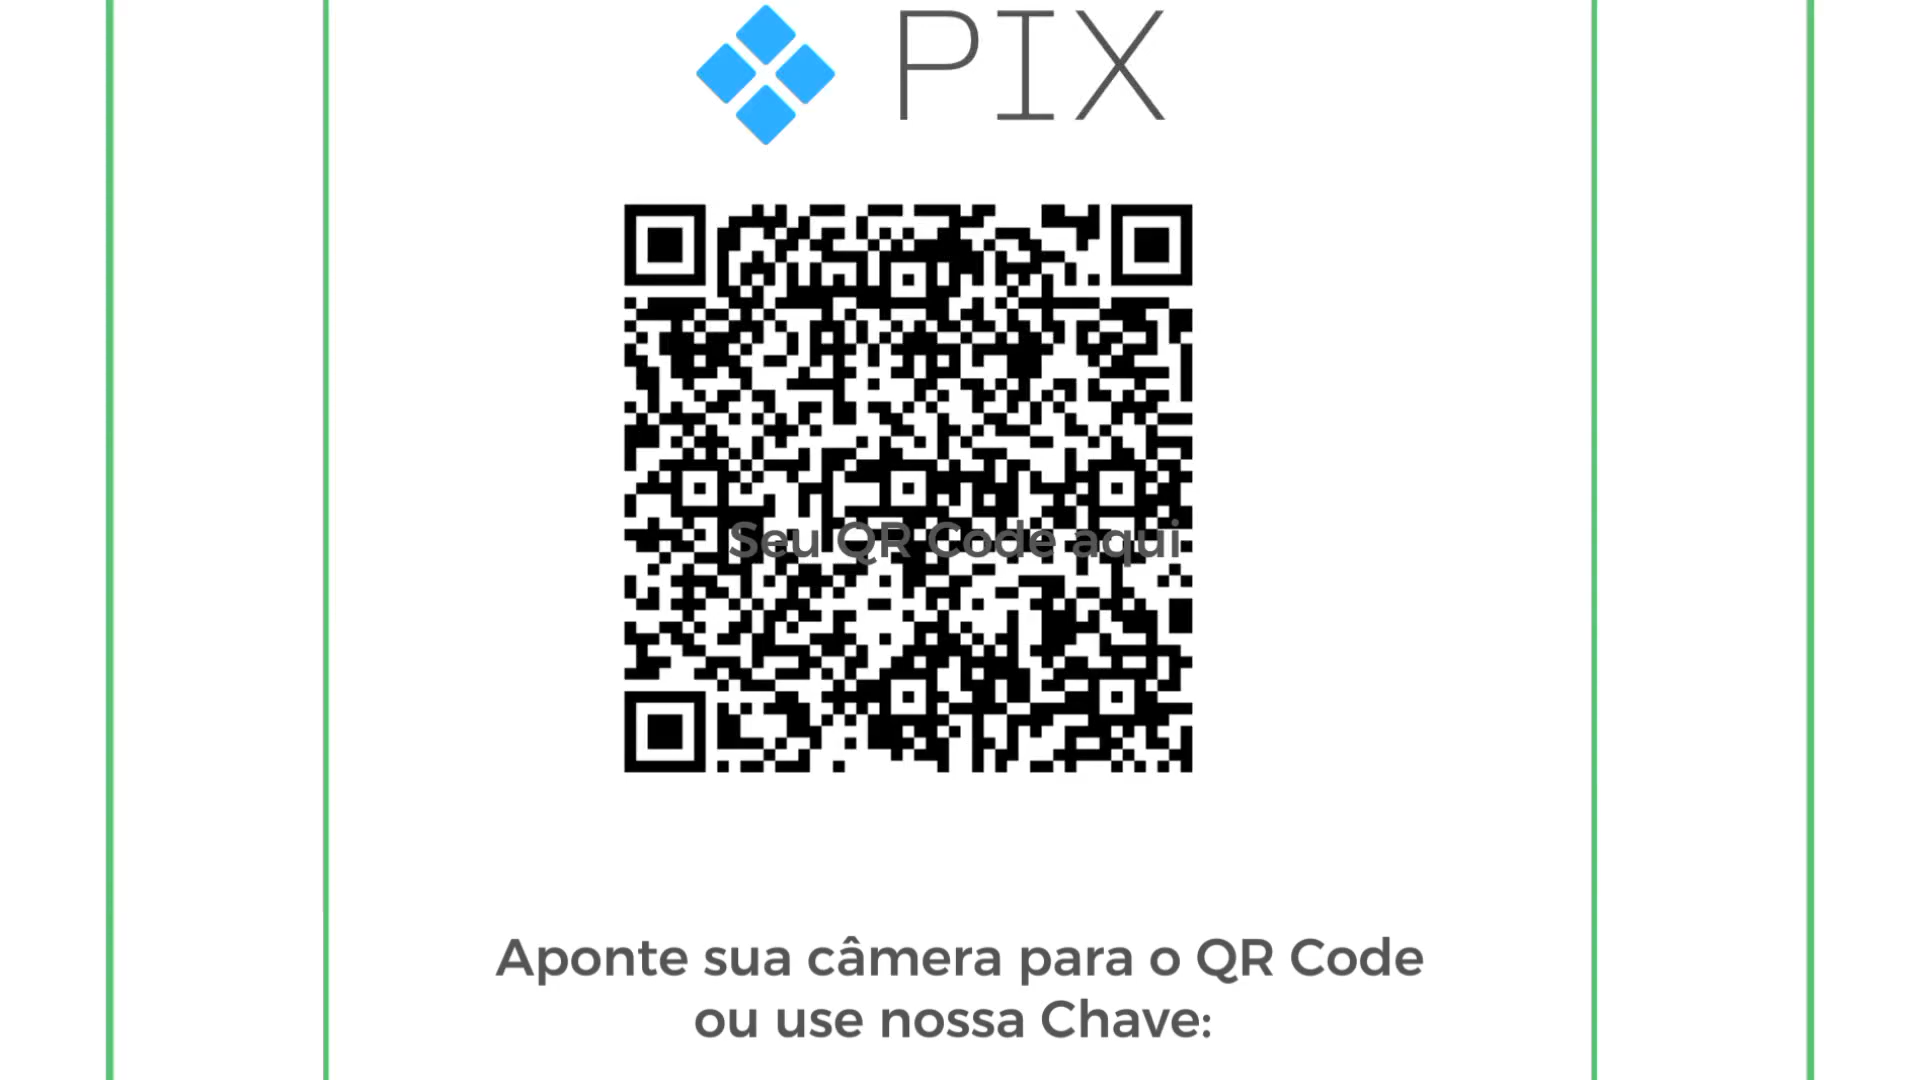 PIX
Seu QR Code aqui
Aponte sua câmera para o QR Code
ou use nossa Chave: